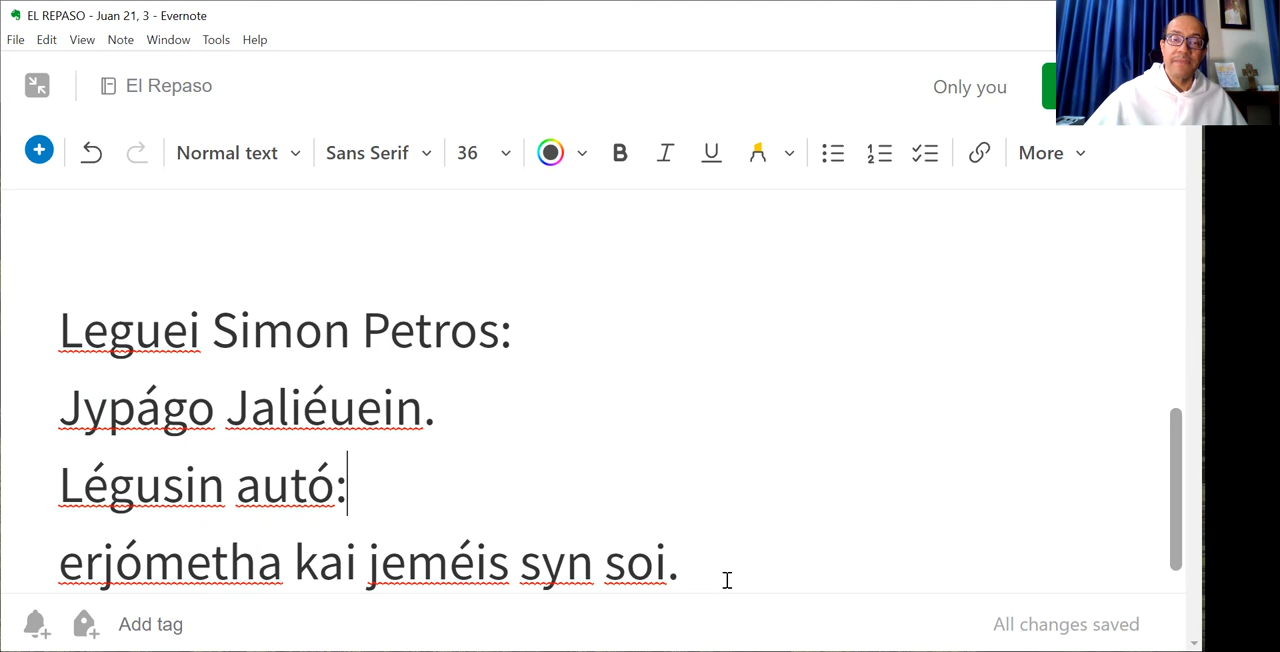 EL REPASO - Juan 21, 3 - Evernote
File Edit View Note Window Tools Help
El Repaso
Only you
Normal text
Sans Serif
36
B I U
More
Leguei Simon Petros:
Jypágo Jaliéuein.
Légusin autó:
erjómetha kai jeméis syn soi.
Add tag
All changes saved